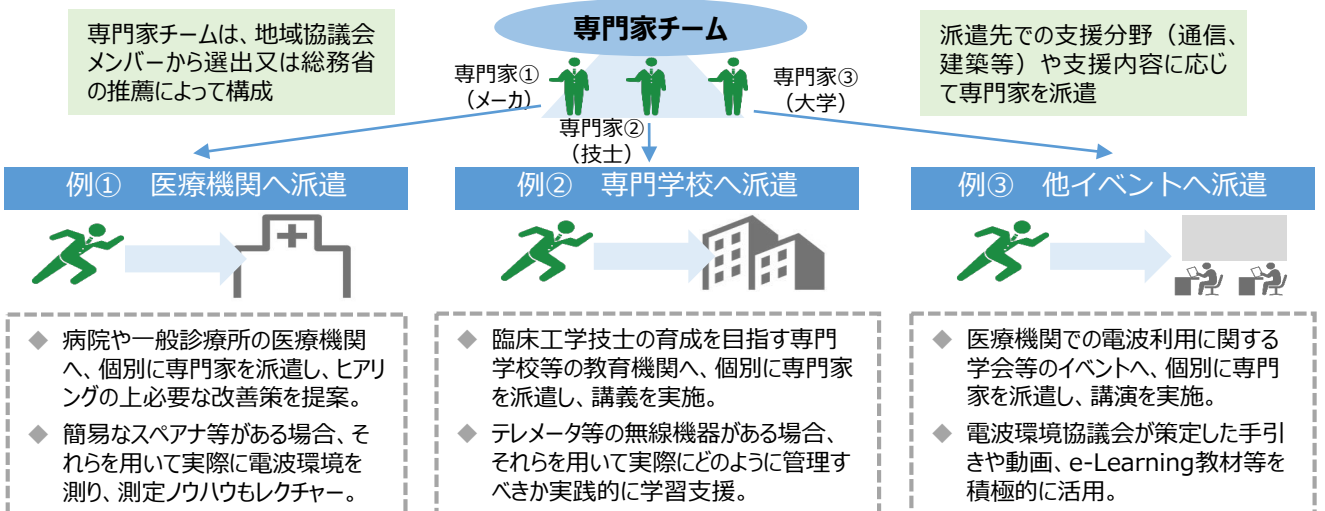 専門家チームは、地域協議会
メンバーから選出又は総務省
の推薦によって構成
専門家チーム
専門家①
（メーカ）
専門家②
（技士）
専門家③
（大学）
派遣先での支援分野（通信、
建築等）や支援内容に応じ
て専門家を派遣
例①　医療機関へ派遣
◆ 病院や一般診療所の医療機関
へ、個別に専門家を派遣し、ヒアリ
ングの上必要な改善策を提案。
◆ 簡易なスペアナ等がある場合、そ
れらを用いて実際に電波環境を
測り、測定ノウハウもレクチャー。
例②　専門学校へ派遣
◆ 臨床工学技士の育成を目指す専門
学校等の教育機関へ、個別に専門家
を派遣し、講義を実施。
◆ テレメータ等の無線機器がある場合、
それらを用いて実際にどのように管理す
べきか実践的に学習支援。
例③　他イベントへ派遣
◆ 医療機関での電波利用に関する
学会等のイベントへ、個別に専門
家を派遣し、講演を実施。
◆ 電波環境協議会が策定した手引
きや動画、e-Learning教材等を
積極的に活用。